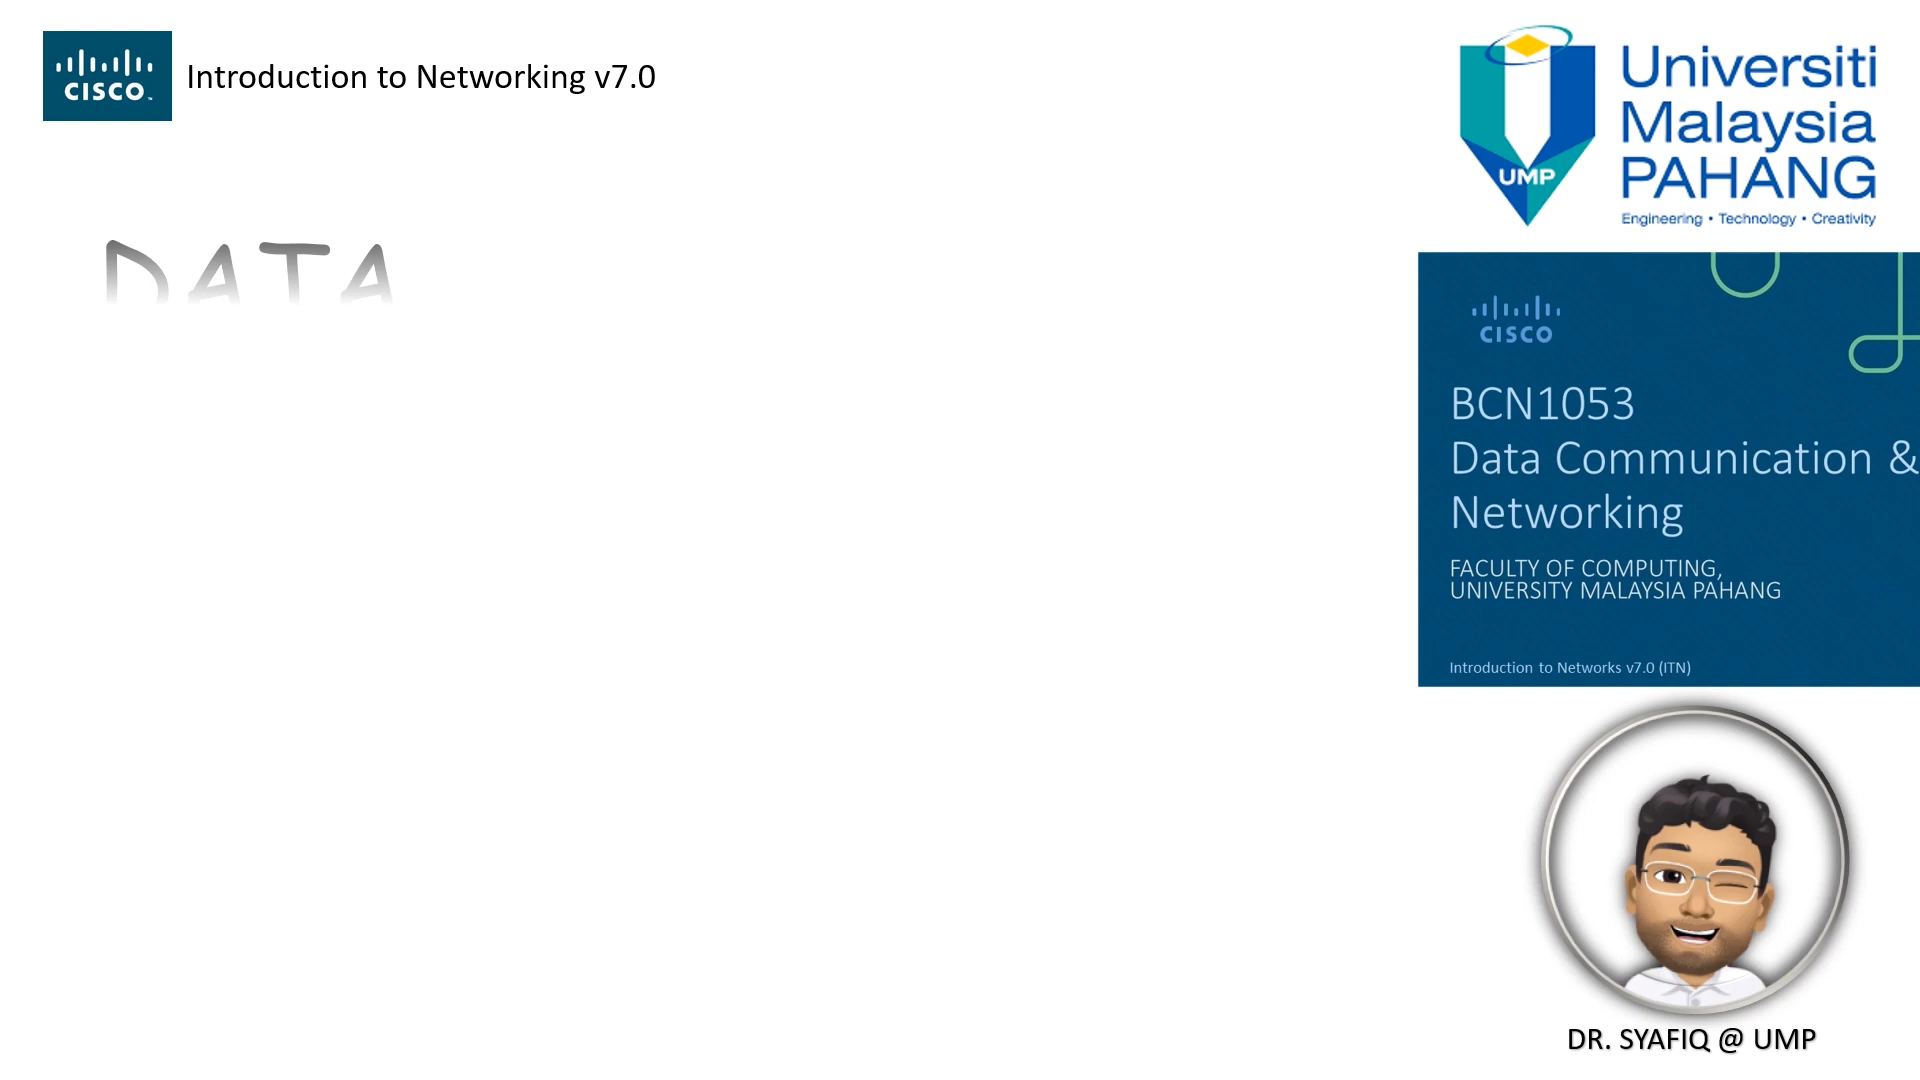 CISCO
Introduction to Networking v7.0
DATA
UMP
Universiti
Malaysia
PAHANG
Engineering • Technology • Creativity
CISCO
BCN1053
Data Communication &
Networking
FACULTY OF COMPUTING,
UNIVERSITY MALAYSIA PAHANG
Introduction to Networks v7.0 (ITN)
DR. SYAFIQ @ UMP